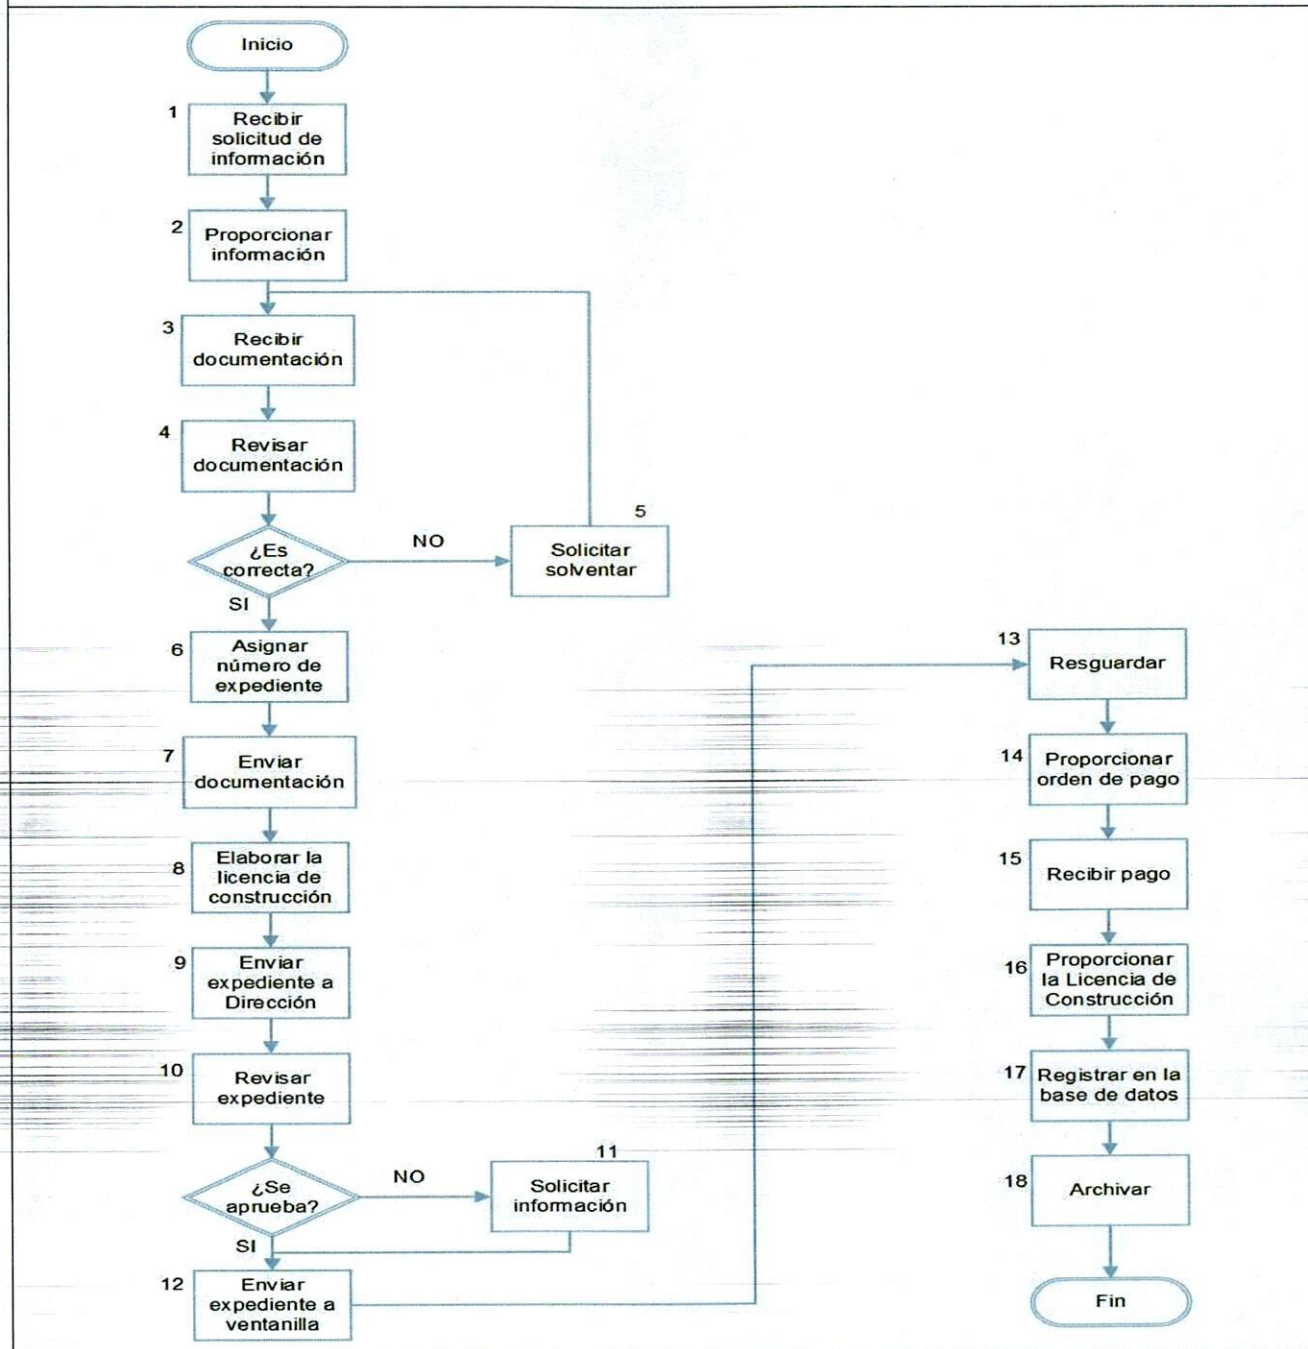 Inicio
1
Recibir
solicitud de
información
2
Proporcionar
información
3
Recibir
documentación
4
Revisar
documentación
¿Es
correcta?
NO
5
Solicitar
solventar
SI
6
Asignar
número de
expediente
7
Enviar
documentación
8
Elaborar la
licencia de
construcción
9
Enviar
expediente a
Dirección
10
Revisar
expediente
¿Se
aprueba?
NO
11
Solicitar
información
SI
12
Enviar
expediente a
ventanilla
13
Resguardar
14
Proporcionar
orden de pago
15
Recibir pago
16
Proporcionar
la Licencia de
Construcción
17
Registrar en la
base de datos
18
Archivar
Fin